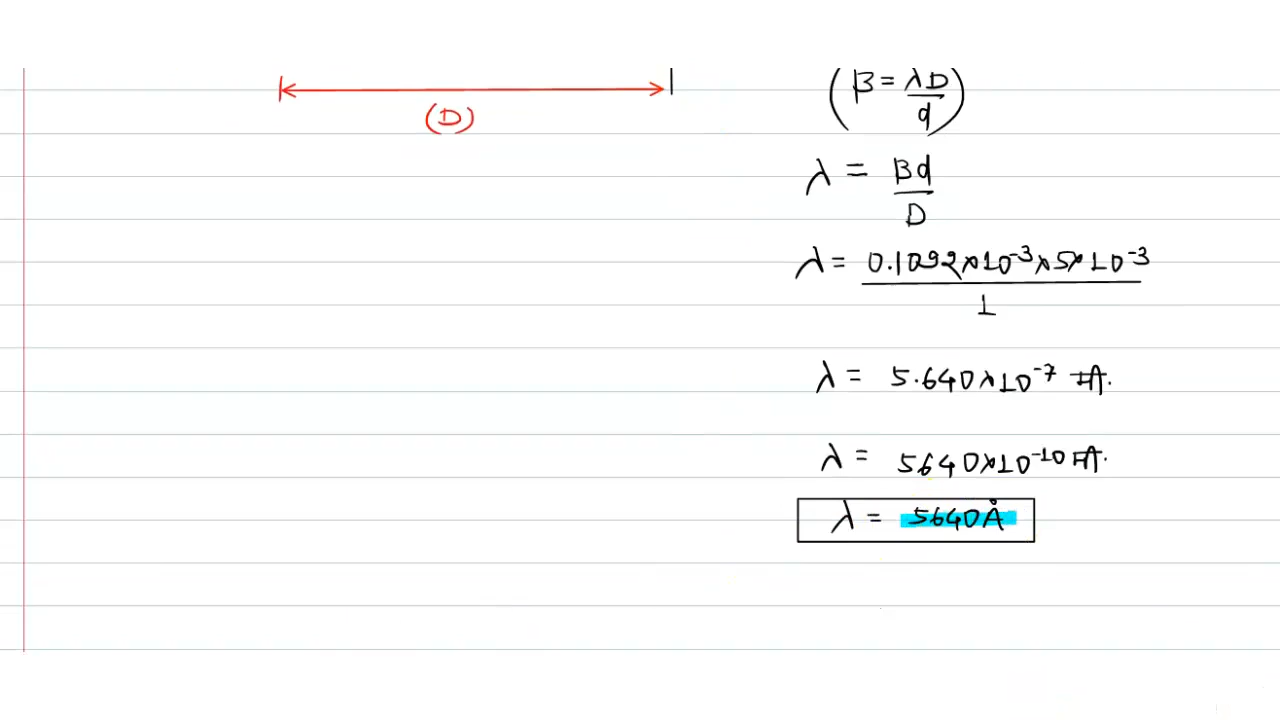 (D)
(β = λD/d)
λ = βd/D
λ = 0.1092×10⁻³×5×10⁻³/1
λ = 5.640×10⁻⁷
λ = 5640×10⁻¹⁰
λ = 5640Å